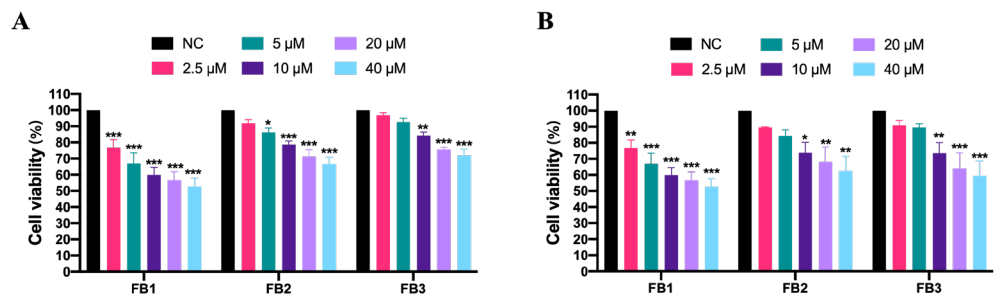 A
NC 5 μM 20 μM
2.5 μM 10 μM 40 μM
Cell viability (%)
110
100
90
80
70
60
50
40
30
20
10
0
*** *** *** *** ***
* *** *** ***
** *** ***
FB1 FB2 FB3
B
NC 5 μM 20 μM
2.5 μM 10 μM 40 μM
Cell viability (%)
110
100
90
80
70
60
50
40
30
20
10
0
** *** *** *** ***
* ** **
** *** ***
FB1 FB2 FB3